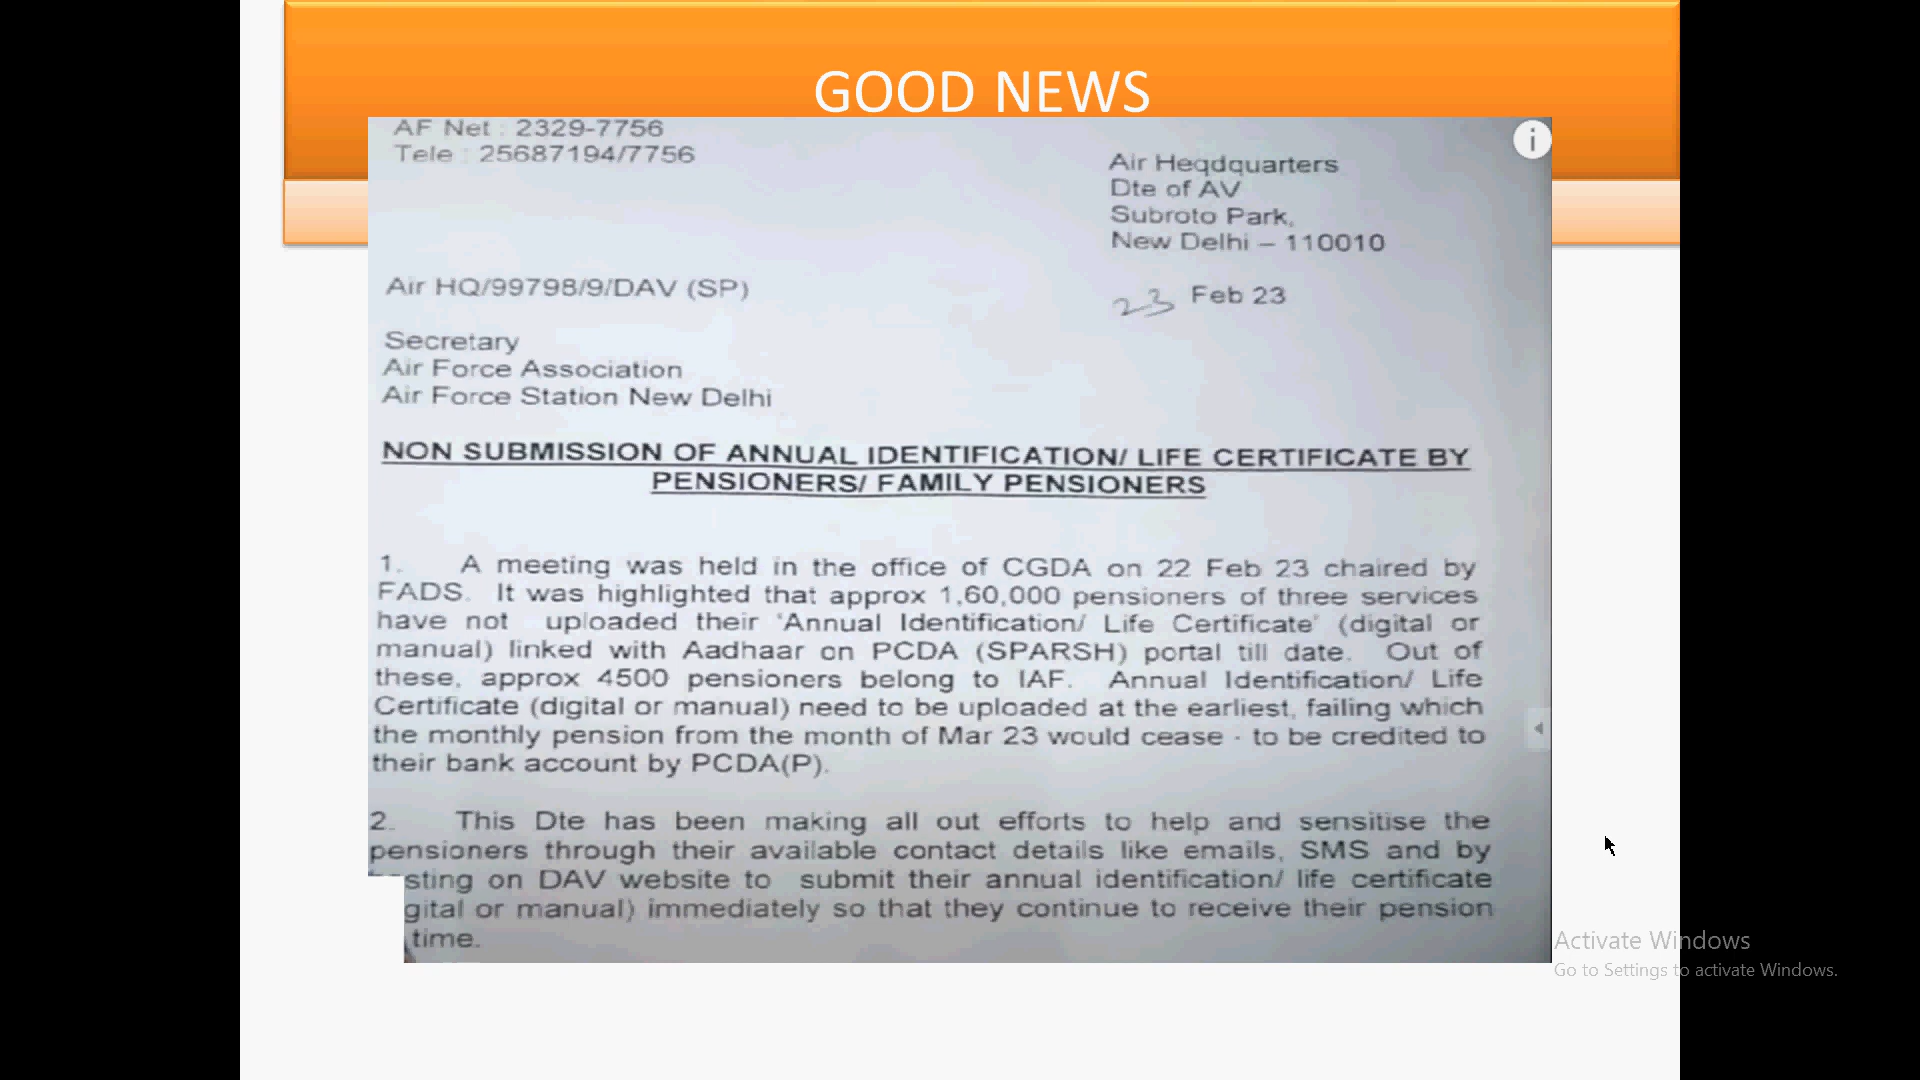 GOOD NEWS
AF Net : 2329-7756
Tele : 25687194/7756
Air Heqdquarters
Dte of AV
Subroto Park,
New Delhi – 110010
Air HQ/99798/9/DAV (SP)
23 Feb 23
Secretary
Air Force Association
Air Force Station New Delhi
NON SUBMISSION OF ANNUAL IDENTIFICATION/ LIFE CERTIFICATE BY
PENSIONERS/ FAMILY PENSIONERS
1. A meeting was held in the office of CGDA on 22 Feb 23 chaired by
FADS. It was highlighted that approx 1,60,000 pensioners of three services
have not uploaded their 'Annual Identification/ Life Certificate' (digital or
manual) linked with Aadhaar on PCDA (SPARSH) portal till date. Out of
these, approx 4500 pensioners belong to IAF. Annual Identification/ Life
Certificate (digital or manual) need to be uploaded at the earliest, failing which
the monthly pension from the month of Mar 23 would cease - to be credited to
their bank account by PCDA(P).
2. This Dte has been making all out efforts to help and sensitise the
pensioners through their available contact details like emails, SMS and by
sting on DAV website to submit their annual identification/ life certificate
gital or manual) immediately so that they continue to receive their pension
time.
Activate Windows
Go to Settings to activate Windows.